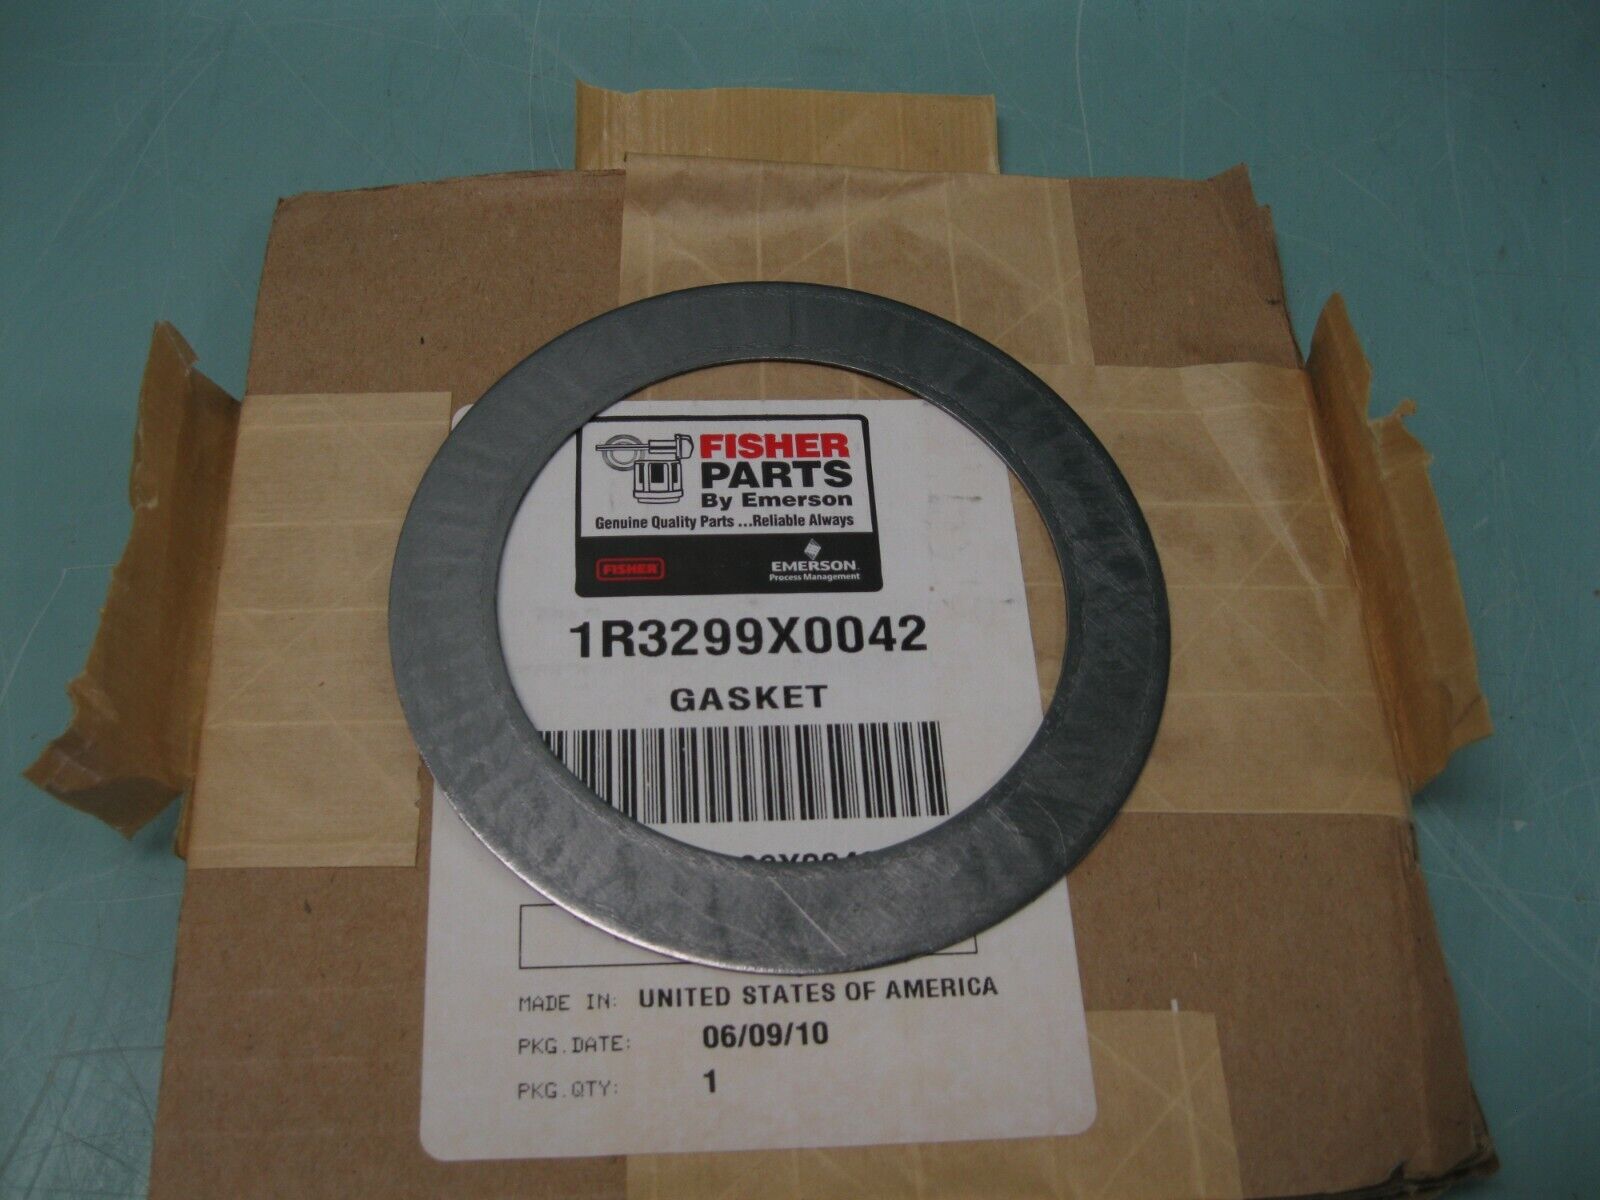 FISHER
PARTS
By Emerson
Genuine Quality Parts ...Reliable Always
FISHER
EMERSON
Process Management
1R3299X0042
GASKET
MADE IN: UNITED STATES OF AMERICA
PKG.DATE: 06/09/10
PKG.QTY: 1